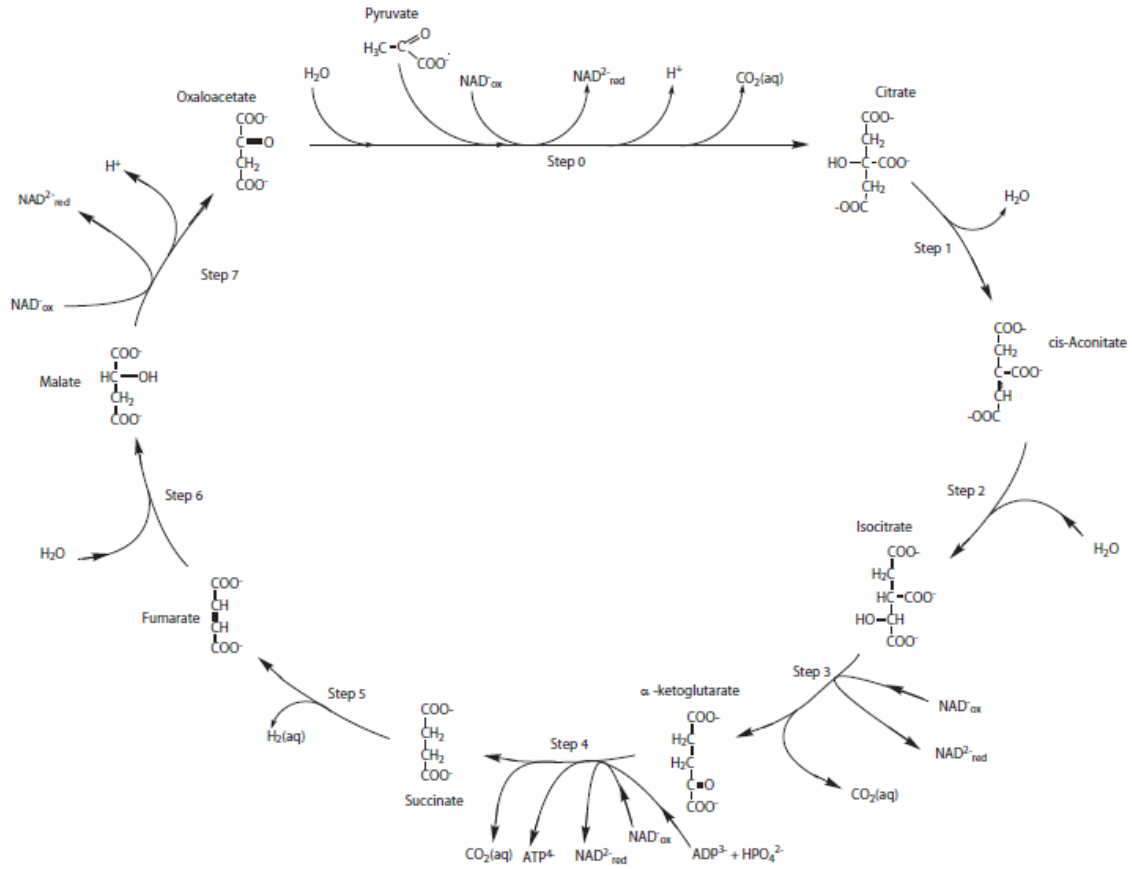 Pyruvate
H₃C-C=O
COO⁻
H₂O
NAD⁻ox
NAD²⁻red
H⁺
CO₂(aq)
Step 0
Oxaloacetate
COO⁻
C=O
CH₂
COO⁻
Citrate
COO-
CH₂
HO-C-COO⁻
CH₂
-OOC
Step 1
H₂O
cis-Aconitate
COO-
CH₂
C-COO⁻
CH
-OOC
Step 2
H₂O
Isocitrate
COO-
H₂C
HC-COO⁻
HO-CH
COO⁻
Step 3
NAD⁻ox
NAD²⁻red
CO₂(aq)
α -ketoglutarate
COO-
H₂C
H₂C
C=O
COO⁻
Step 4
CO₂(aq)
ATP⁴⁻
NAD²⁻red
NAD⁻ox
ADP³⁻ + HPO₄²⁻
COO-
CH₂
CH₂
COO⁻
Succinate
Step 5
H₂(aq)
Fumarate
COO⁻
CH
CH
COO⁻
Step 6
H₂O
Malate
COO⁻
HC-OH
CH₂
COO⁻
Step 7
NAD⁻ox
NAD²⁻red
H⁺